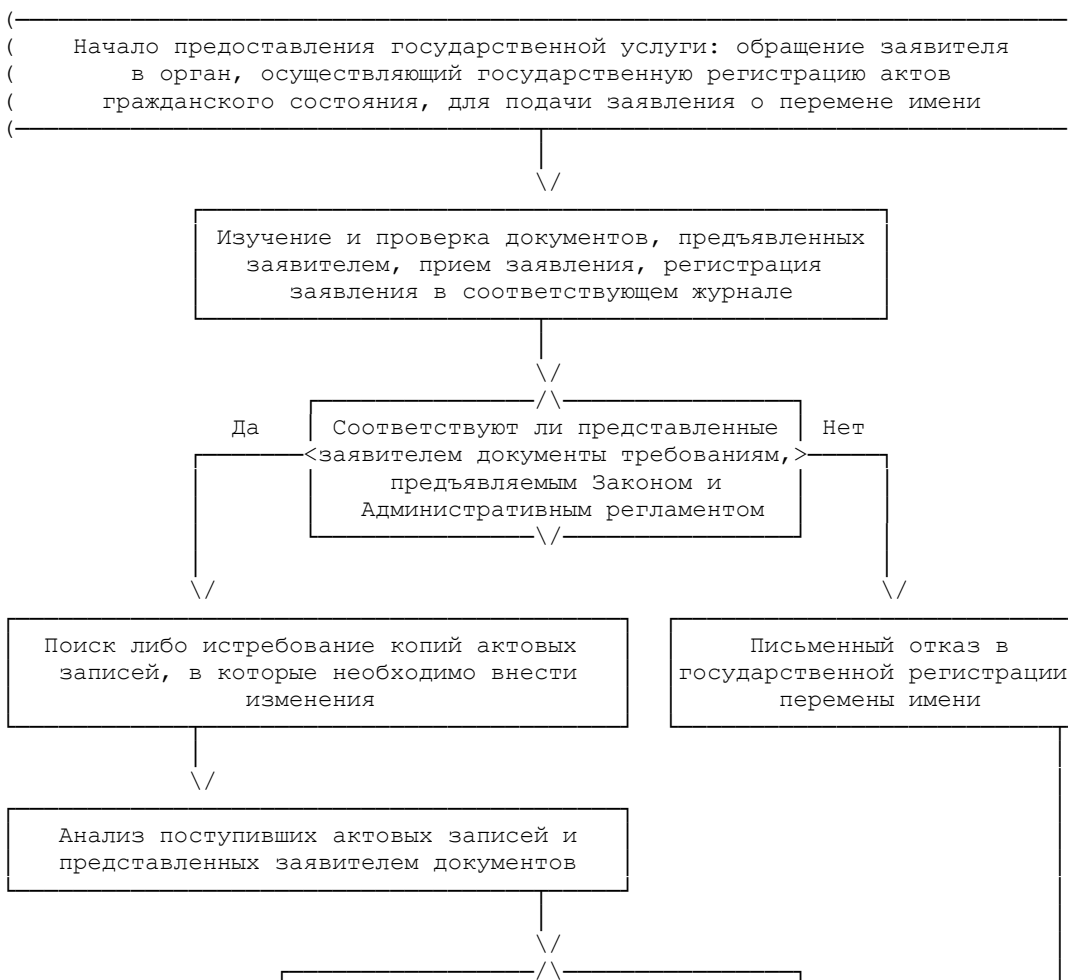 Начало предоставления государственной услуги: обращение заявителя
в орган, осуществляющий государственную регистрацию актов
гражданского состояния, для подачи заявления о перемене имени
Изучение и проверка документов, предъявленных
заявителем, прием заявления, регистрация
заявления в соответствующем журнале
Да
Соответствуют ли представленные
Нет
заявителем документы требованиям,
предъявляемым Законом и
Административным регламентом
Поиск либо истребование копий актовых
записей, в которые необходимо внести
изменения
Письменный отказ в
государственной регистрации
перемены имени
Анализ поступивших актовых записей и
представленных заявителем документов